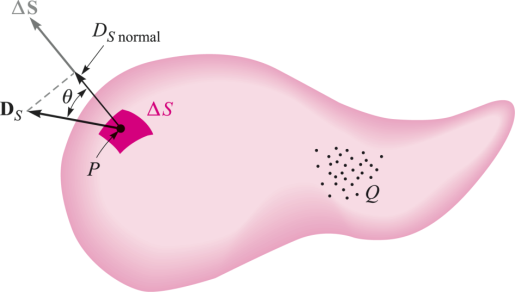 ΔS
D_S normal
θ
D_S
ΔS
P
Q